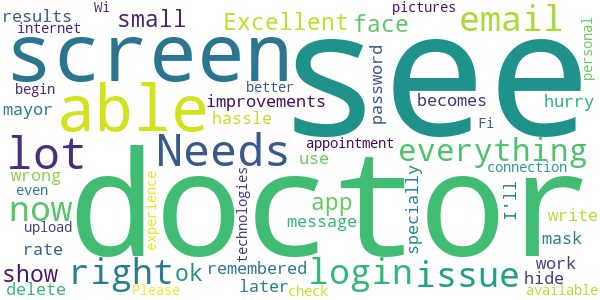 results
Wi
small
Excellent
face
pictures
email
internet
screen
see
personal
begin
able
better
password
mayor
improvements
hassle
becomes
hurry
Fi
lot
Needs
appointment
everything
wrong
doctor
use
connection
even
experience
technologies
specially
I'll
now
app
write
upload
message
rate
mask
show
right
ok
remembered
login
issue
work
hide
delete
Please
later
check
available